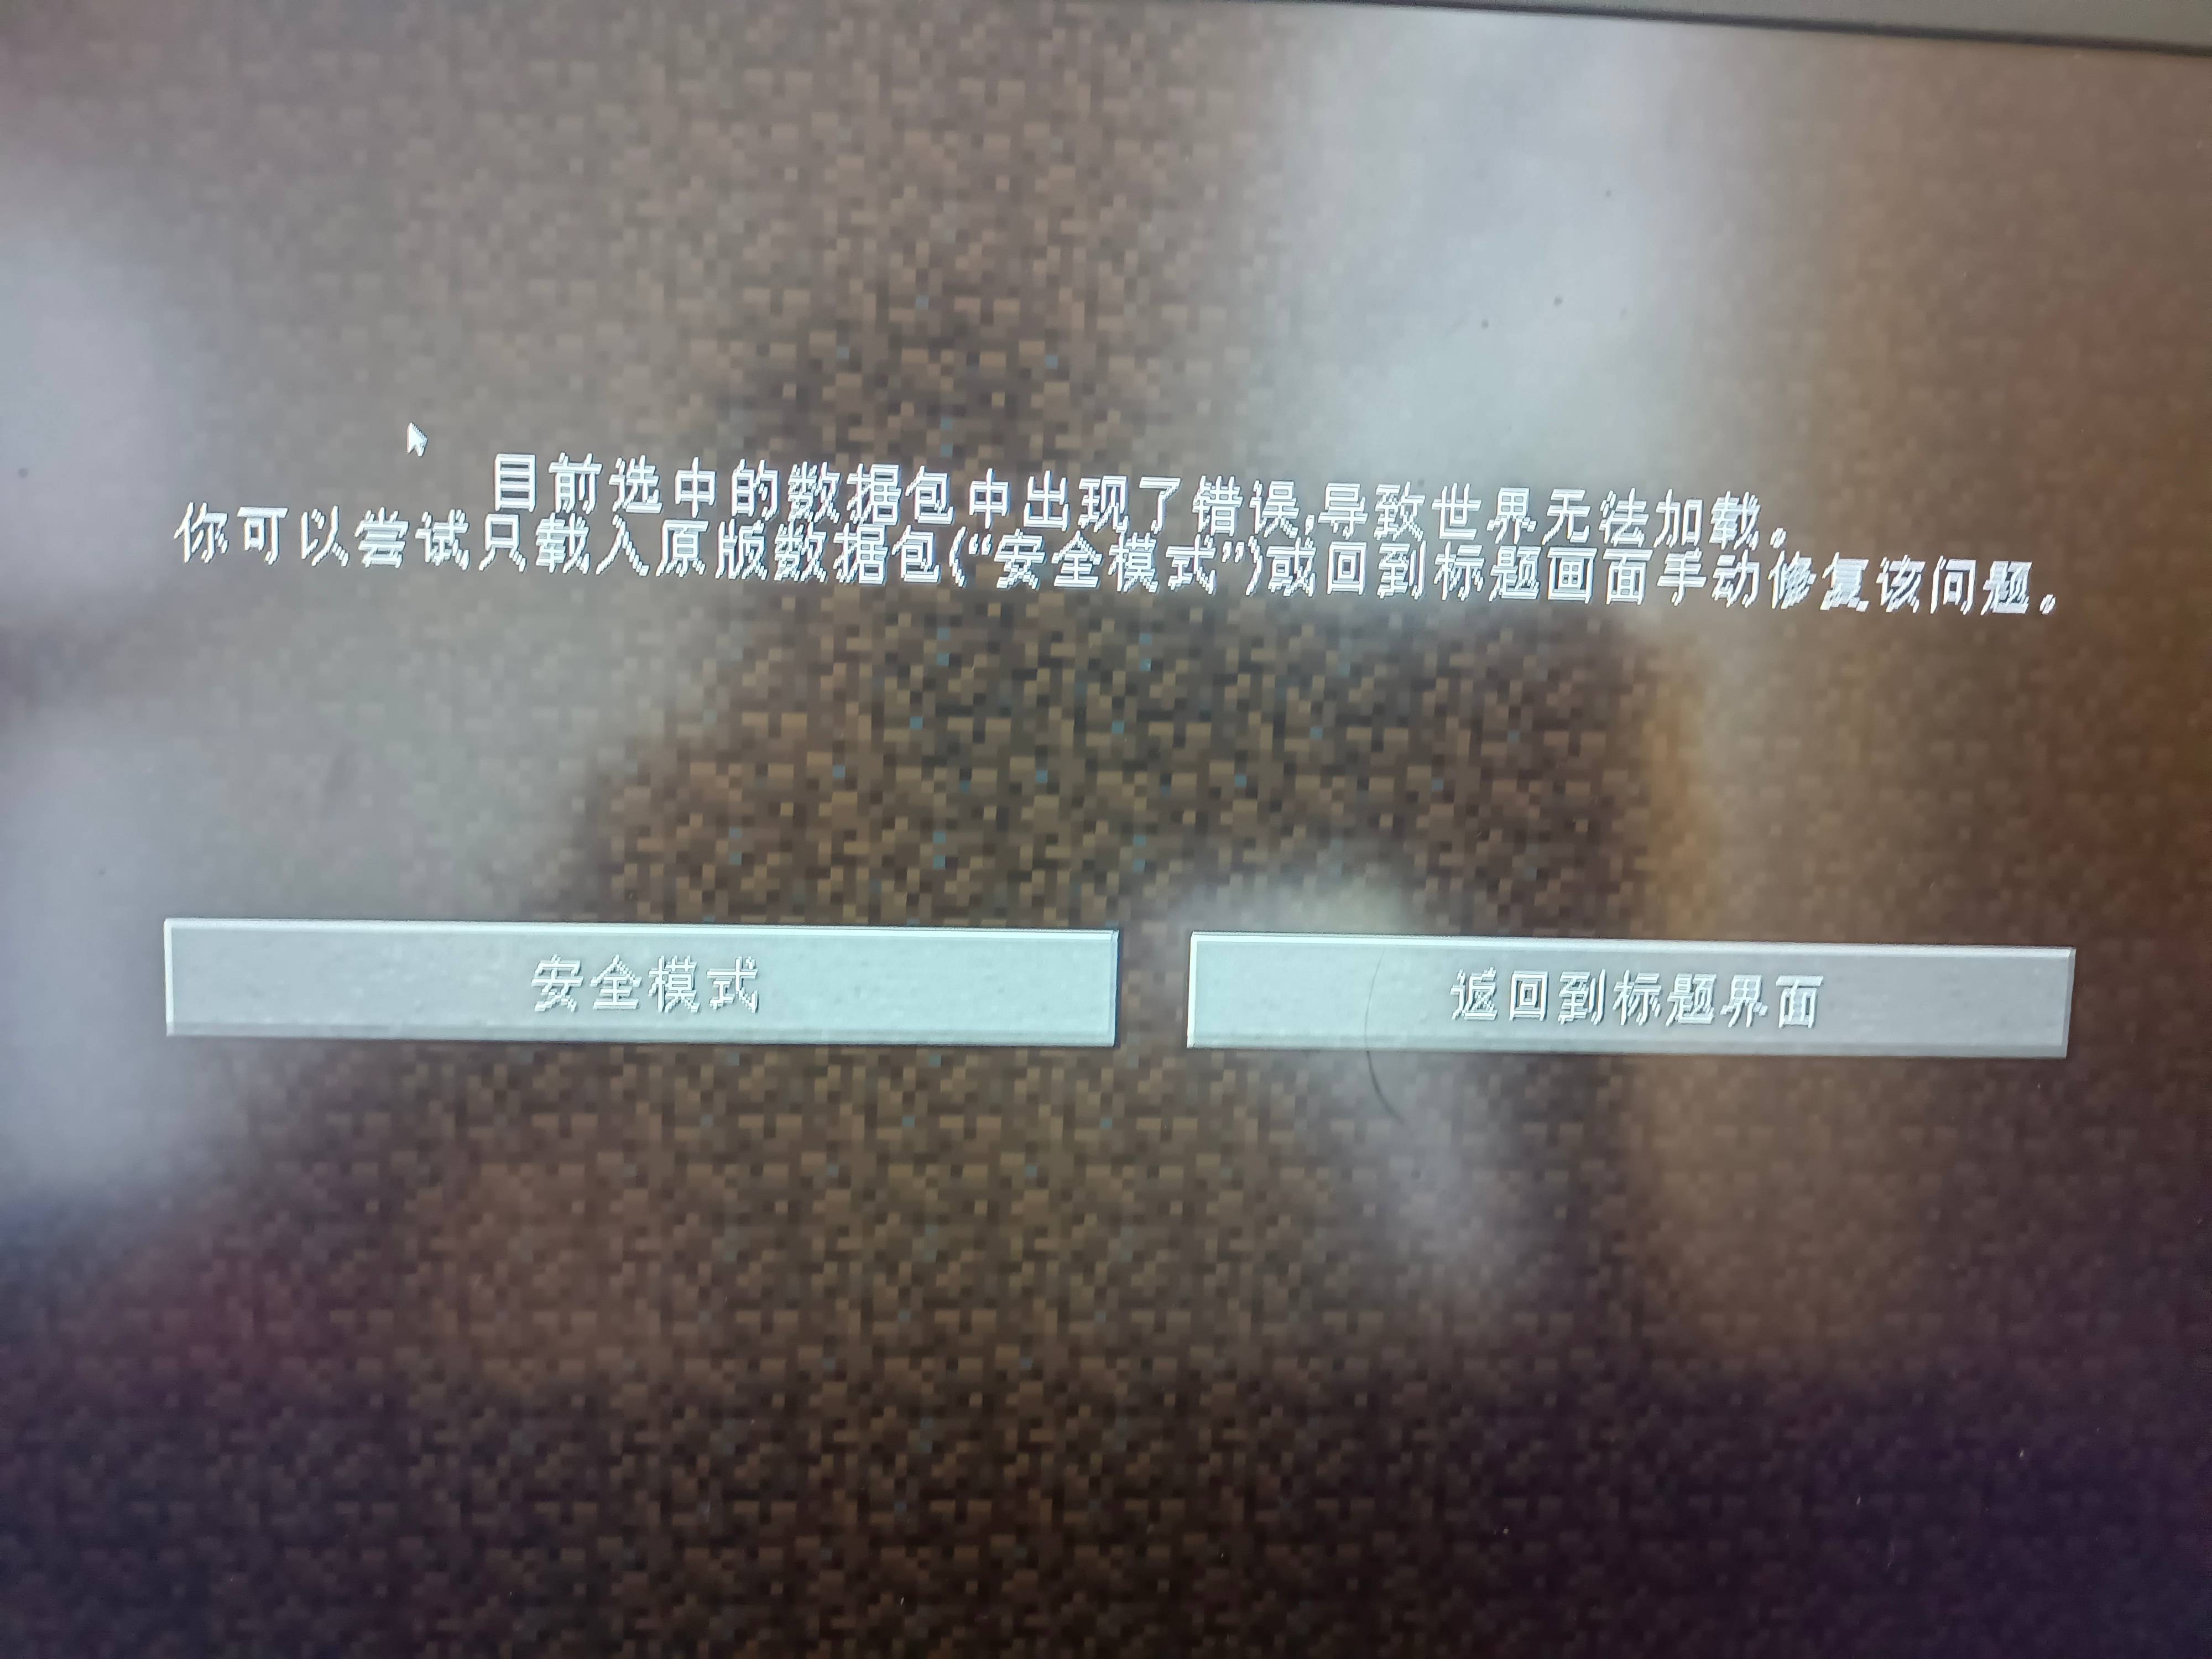 目前选中的数据包中出现了错误,导致世界无法加载。
你可以尝试只载入原版数据包(“安全模式”)或回到标题画面手动修复该问题。
安全模式
返回到标题界面